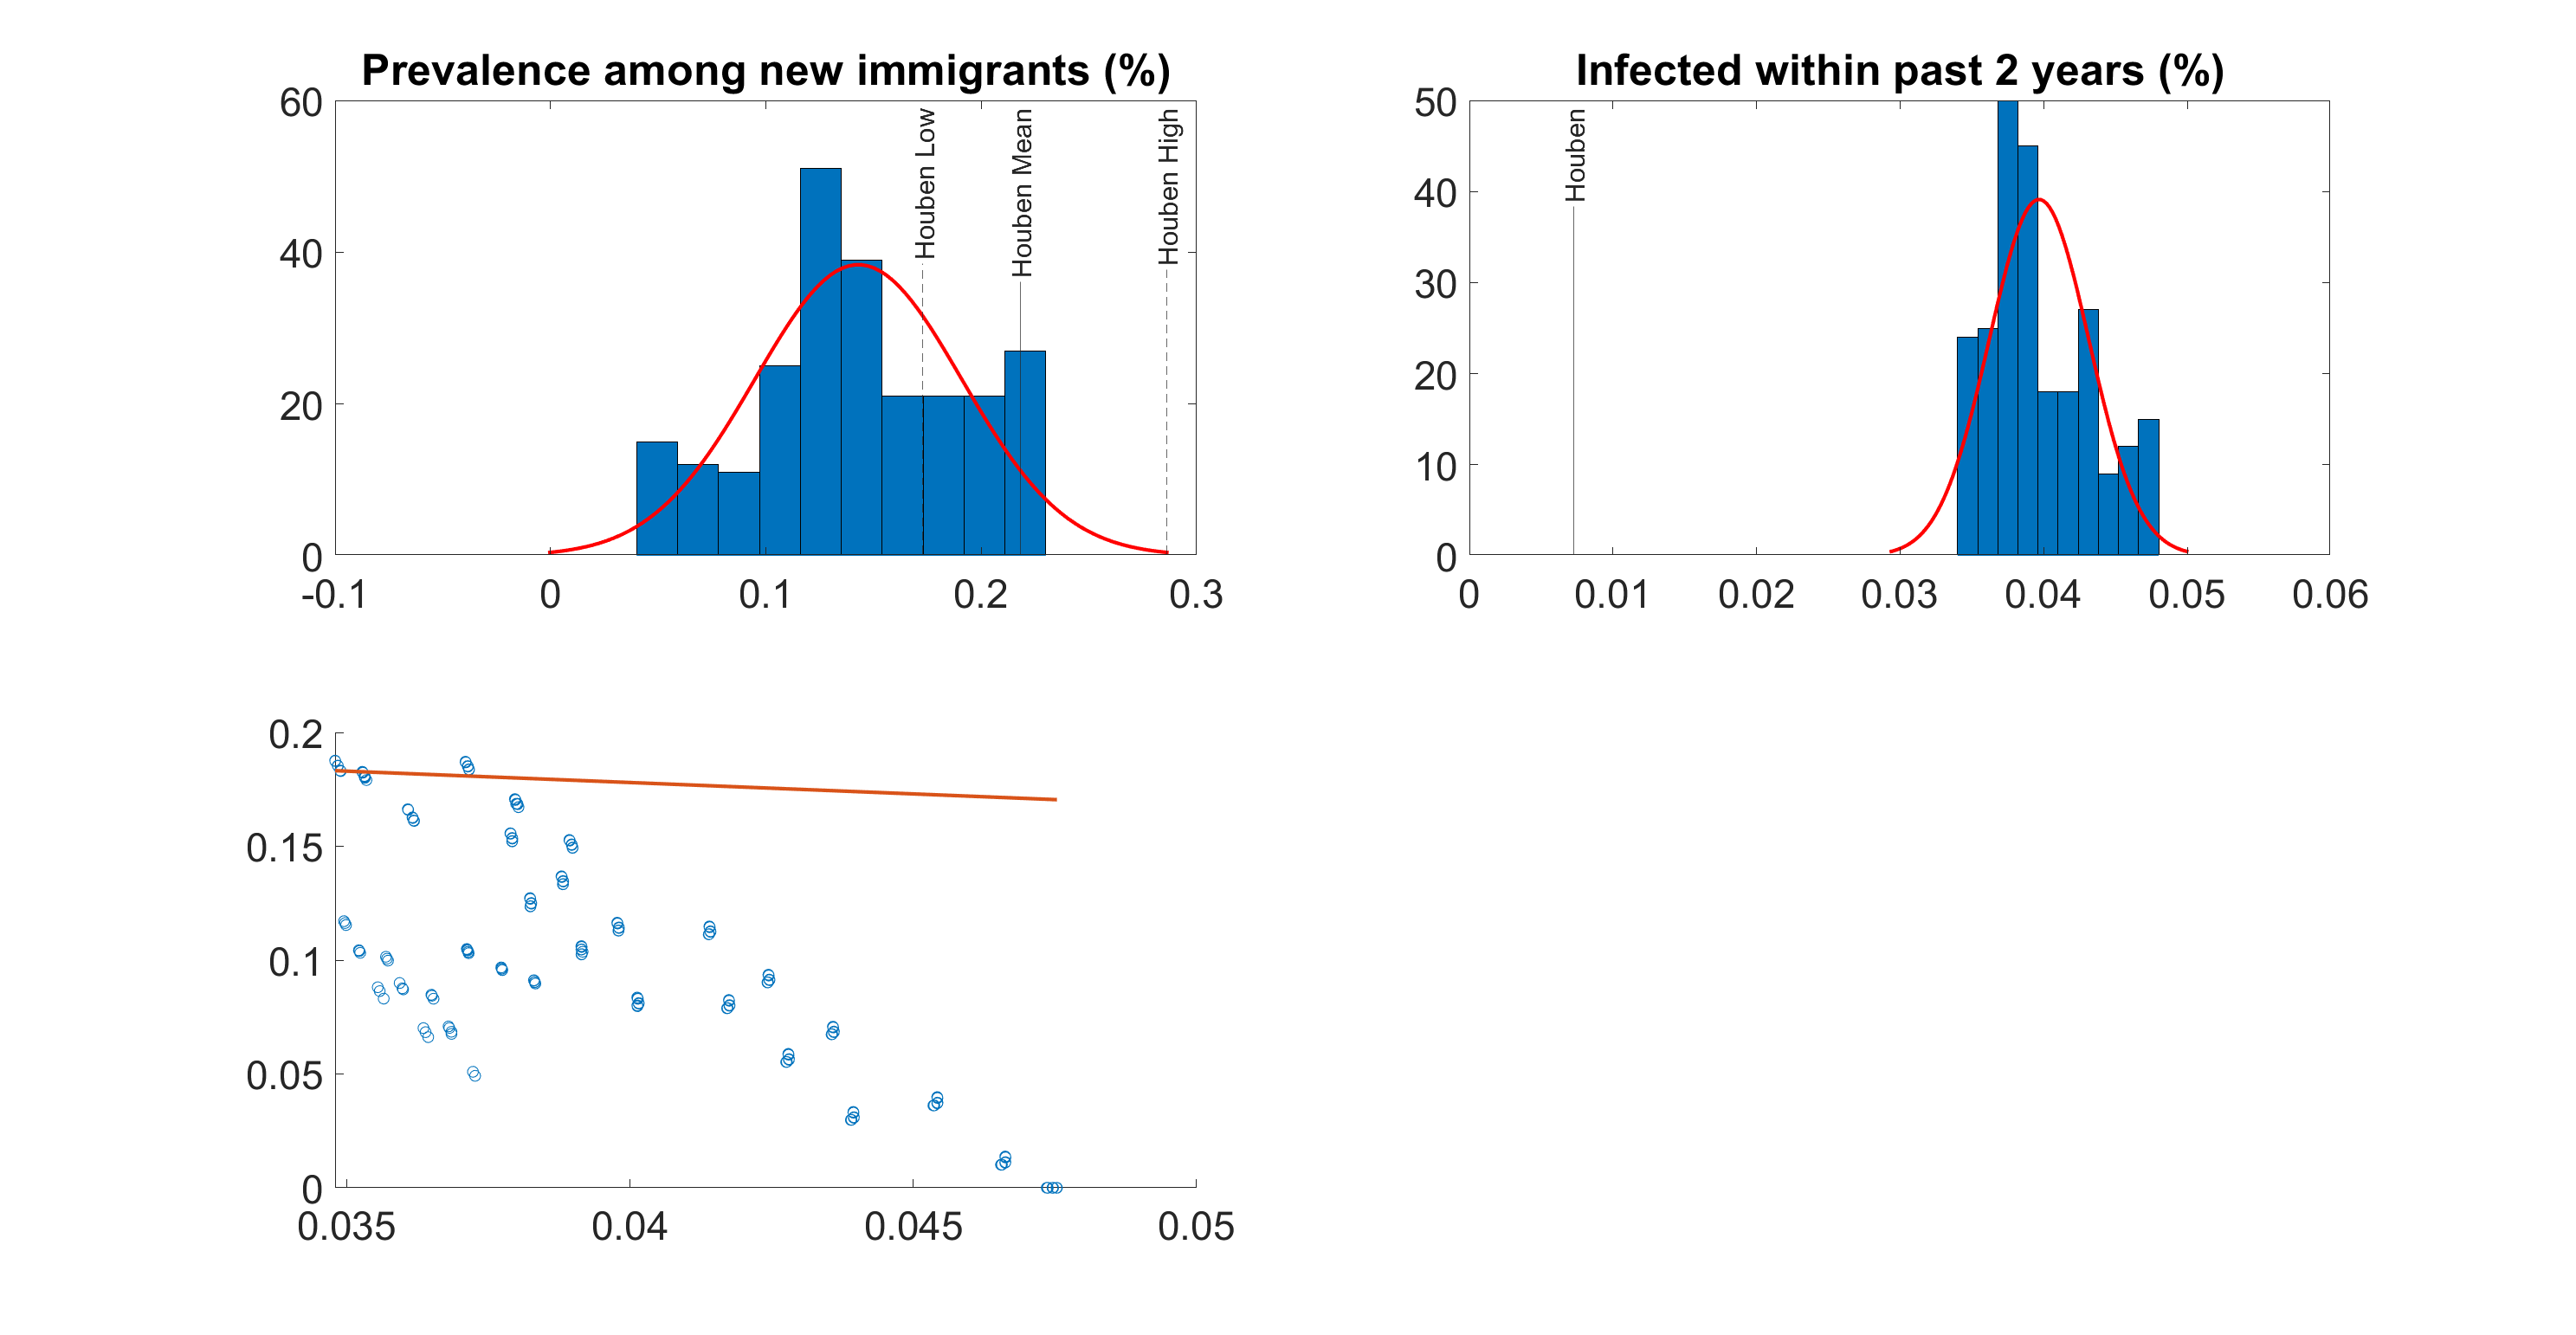 Prevalence among new immigrants (%)
60
40
20
0
Houben Low
Houben Mean
Houben High
-0.1 0 0.1 0.2 0.3
Infected within past 2 years (%)
50
40
30
20
10
0
Houben
0 0.01 0.02 0.03 0.04 0.05 0.06
0.2
0.15
0.1
0.05
0
0.035 0.04 0.045 0.05